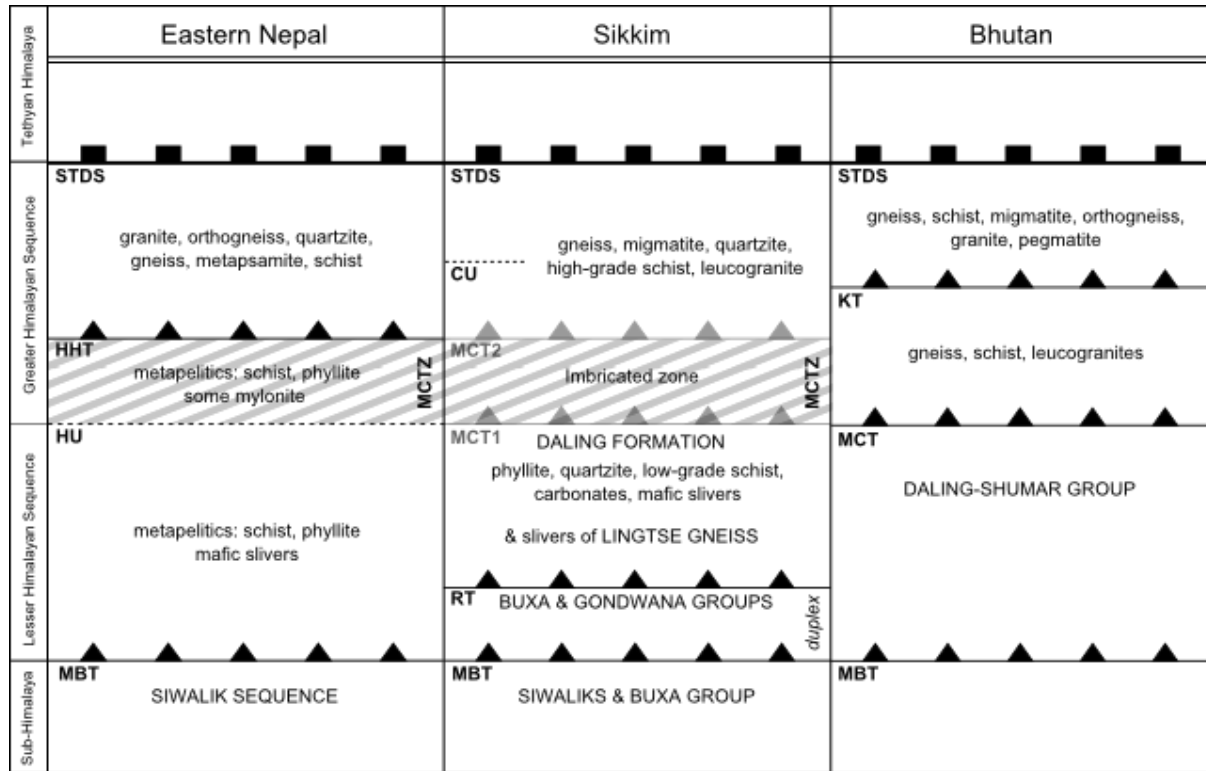 Eastern Nepal
Sikkim
Bhutan
Tethyan Himalaya
Greater Himalayan Sequence
Lesser Himalayan Sequence
Sub-Himalaya
STDS
granite, orthogneiss, quartzite,
gneiss, metapsamite, schist
HHT
metapelitics: schist, phyllite
some mylonite
MCTZ
HU
metapelitics: schist, phyllite
mafic slivers
MBT
SIWALIK SEQUENCE
STDS
gneiss, migmatite, quartzite,
high-grade schist, leucogranite
CU
MCT2
Imbricated zone
MCTZ
MCT1
DALING FORMATION
phyllite, quartzite, low-grade schist,
carbonates, mafic slivers
& slivers of LINGTSE GNEISS
RT
BUXA & GONDWANA GROUPS
duplex
MBT
SIWALIKS & BUXA GROUP
STDS
gneiss, schist, migmatite, orthogneiss,
granite, pegmatite
KT
gneiss, schist, leucogranites
MCT
DALING-SHUMAR GROUP
MBT